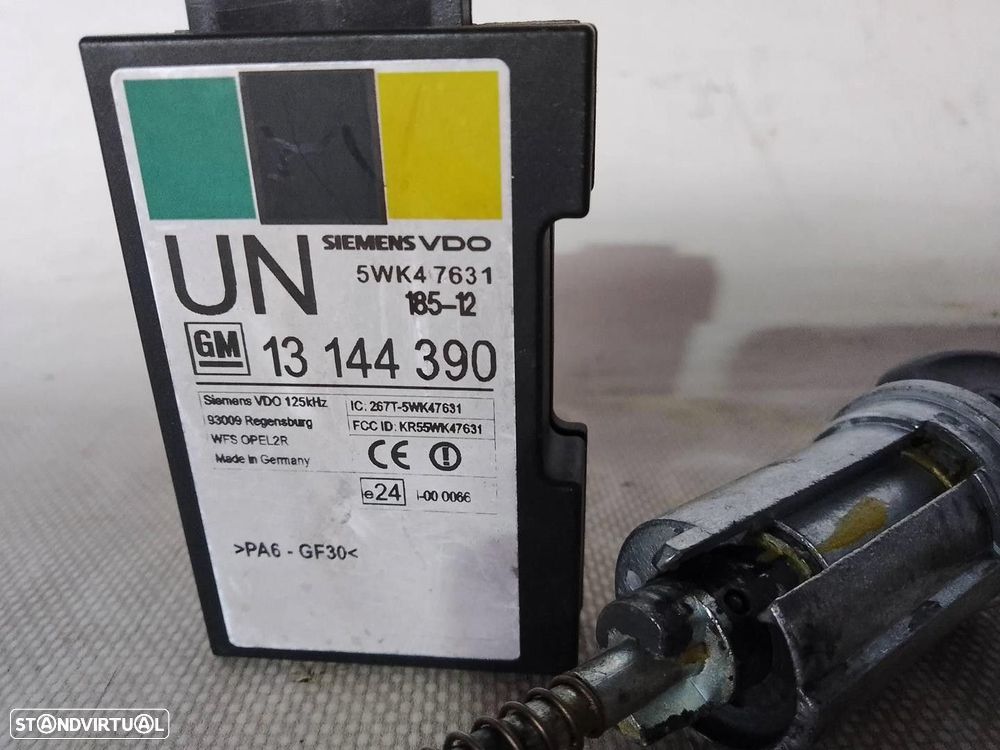 UN
SIEMENS VDO
5WK4 7631
185-12
GM 13 144 390
Siemens VDO 125kHz
93009 Regensburg
WFS OPEL2R
Made in Germany
IC: 267T-5WK47631
FCC ID: KR55WK47631
CE
e24 I-00 0066
>PA6 - GF30<
STANDVIRTUAL